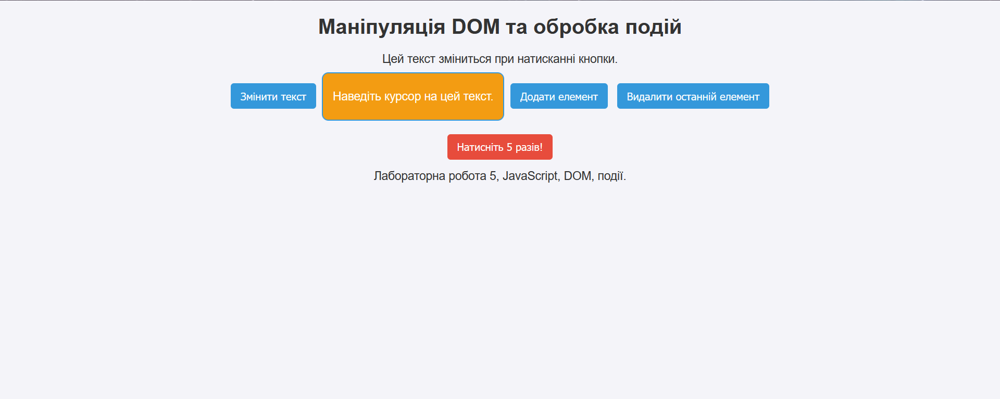 Маніпуляція DOM та обробка подій
Цей текст зміниться при натисканні кнопки.
Змінити текст
Наведіть курсор на цей текст.
Додати елемент
Видалити останній елемент
Натисніть 5 разів!
Лабораторна робота 5, JavaScript, DOM, події.